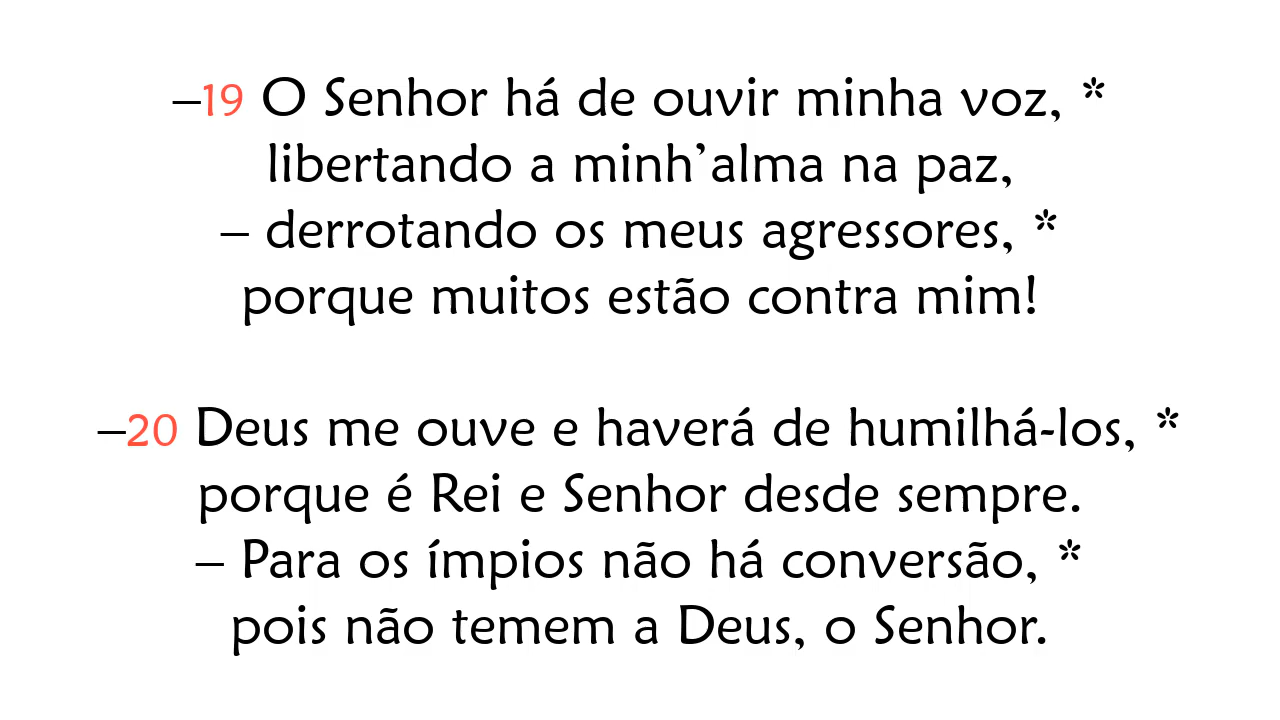 –19 O Senhor há de ouvir minha voz, *
libertando a minh’alma na paz,
– derrotando os meus agressores, *
porque muitos estão contra mim!
–20 Deus me ouve e haverá de humilhá-los, *
porque é Rei e Senhor desde sempre.
– Para os ímpios não há conversão, *
pois não temem a Deus, o Senhor.